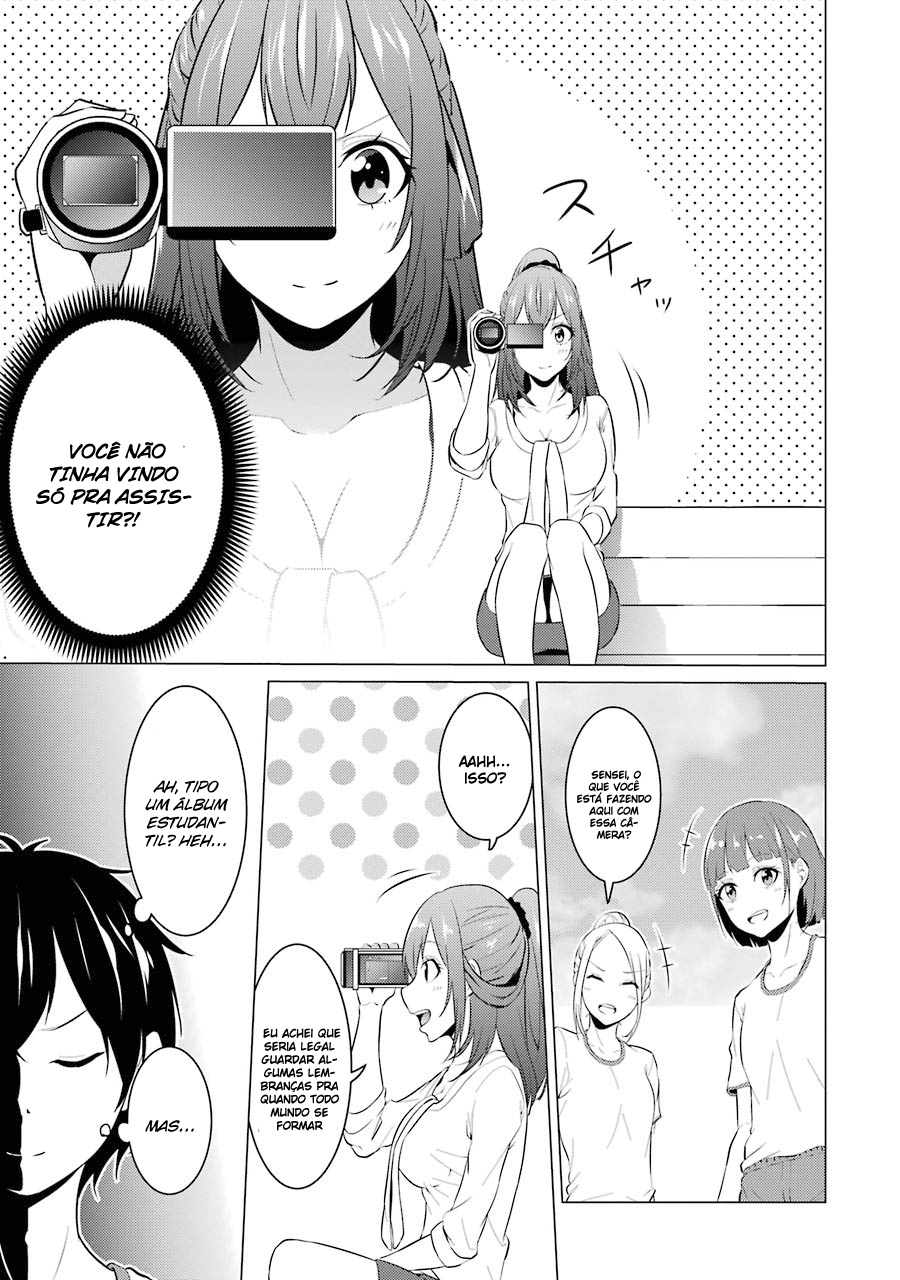 スチャッ
VOCÊ NÃO
TINHA VINDO
SÓ PRA ASSIS-
TIR?!
SENSEI, O
QUE VOCÊ
ESTÁ FAZENDO
AQUI COM
ESSA CÂ-
MERA?
AAHH...
ISSO?
EU ACHEI QUE
SERIA LEGAL
GUARDAR AL-
GUMAS LEM-
BRANÇAS PRA
QUANDO TODO
MUNDO SE
FORMAR
AH, TIPO
UM ÁLBUM
ESTUDAN-
TIL? HEH...
MAS...